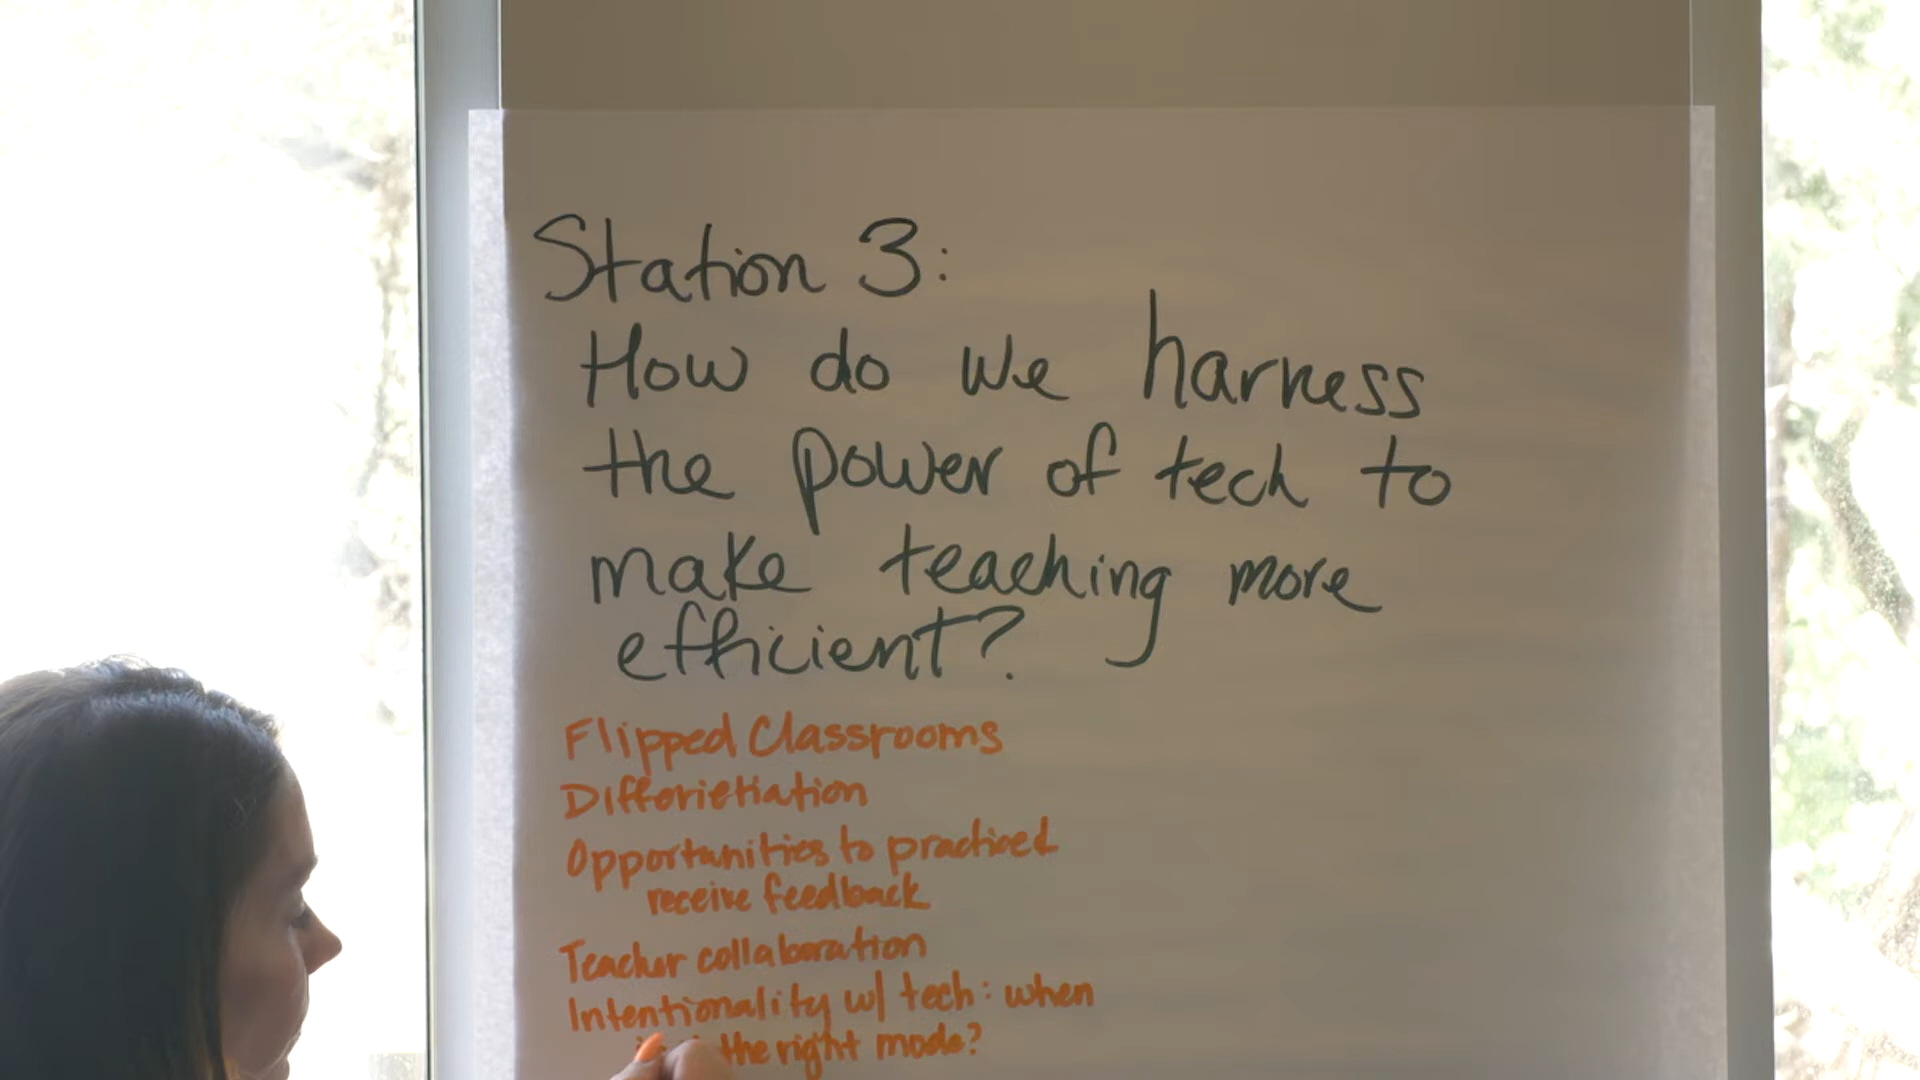 Station 3:
How do we harness
the power of tech to
make teaching more
efficient?
Flipped Classrooms
Differietiation
Opportunities to practice &
receive feedback
Teacher collaboration
Intentionality w/ tech: when
the right mode?